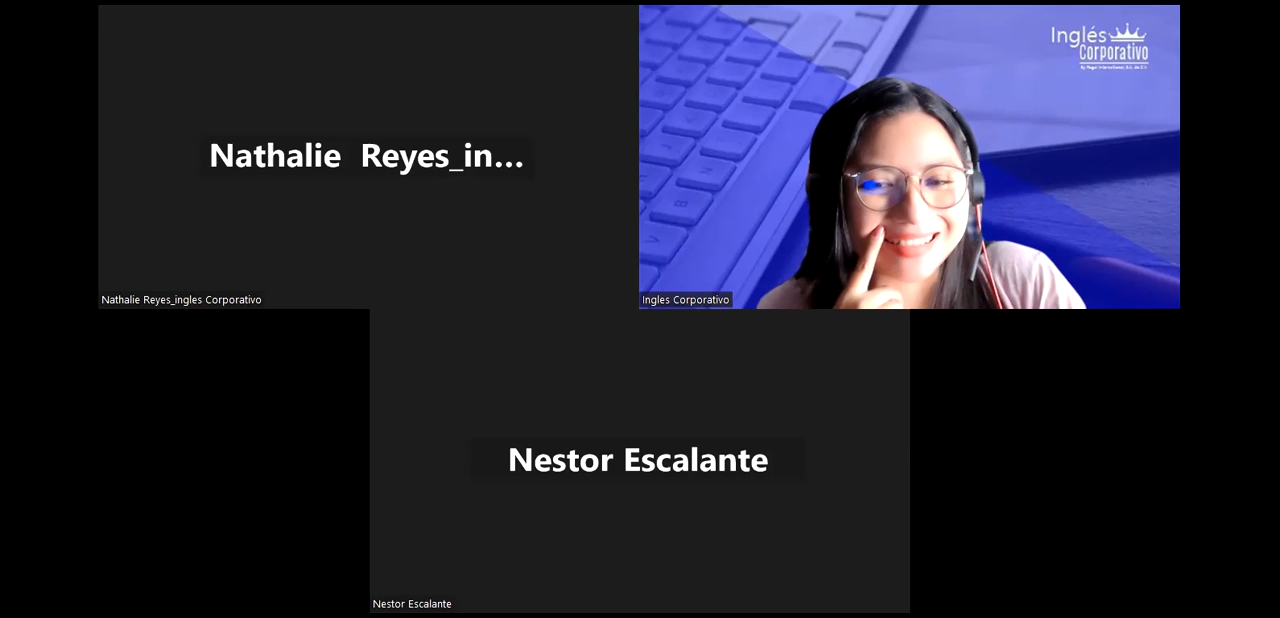 Nathalie  Reyes_in...
Nathalie Reyes_ingles Corporativo
Inglés
Corporativo
Ingles Corporativo
Nestor Escalante
Nestor Escalante